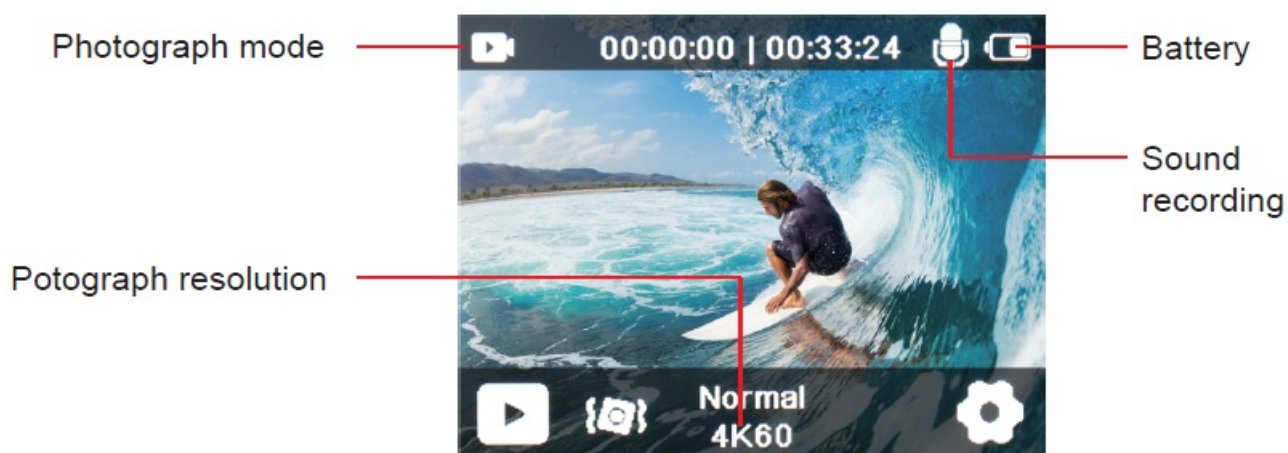 Photograph mode
00:00:00 | 00:33:24
Battery
Sound
recording
Potograph resolution
Normal
4K60